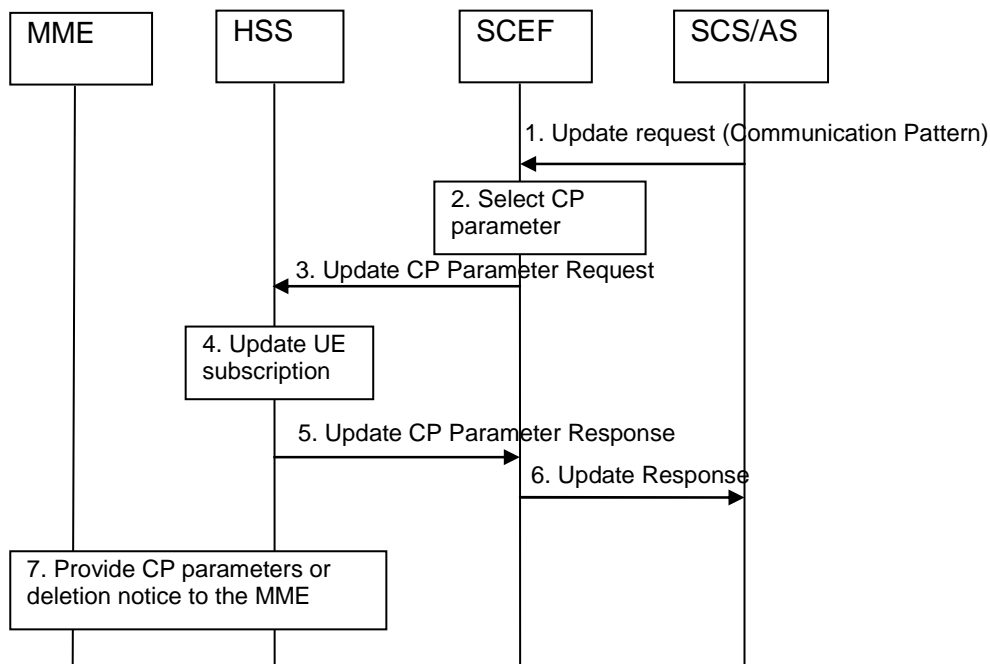 MME
HSS
SCEF
SCS/AS
1. Update request (Communication Pattern)
2. Select CP
parameter
3. Update CP Parameter Request
4. Update UE
subscription
5. Update CP Parameter Response
6. Update Response
7. Provide CP parameters or
deletion notice to the MME